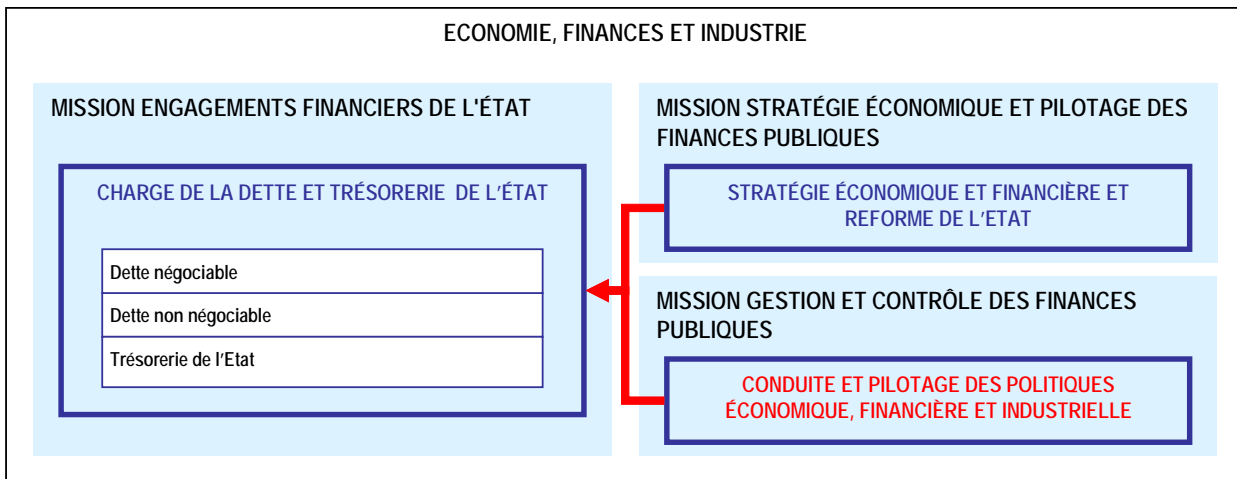 ECONOMIE, FINANCES ET INDUSTRIE
MISSION ENGAGEMENTS FINANCIERS DE L'ÉTAT
CHARGE DE LA DETTE ET TRÉSORERIE DE L'ÉTAT
Dette négociable
Dette non négociable
Trésorerie de l'Etat
MISSION STRATÉGIE ÉCONOMIQUE ET PILOTAGE DES
FINANCES PUBLIQUES
STRATÉGIE ÉCONOMIQUE ET FINANCIÈRE ET
REFORME DE L'ETAT
MISSION GESTION ET CONTRÔLE DES FINANCES
PUBLIQUES
CONDUITE ET PILOTAGE DES POLITIQUES
ÉCONOMIQUE, FINANCIÈRE ET INDUSTRIELLE